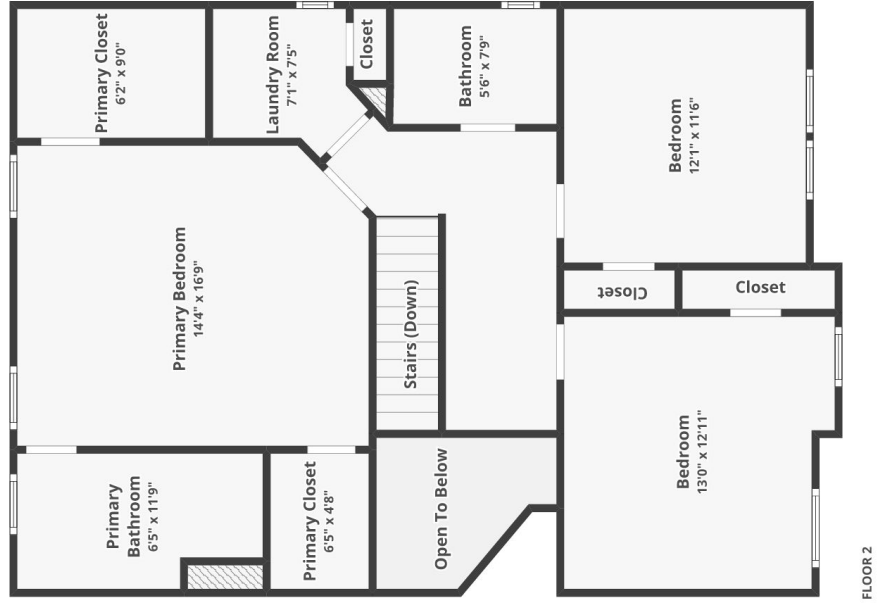 Primary Closet
6'2" x 9'0"
Laundry Room
7'1" x 7'5"
Closet
Bathroom
5'6" x 7'9"
Bedroom
12'1" x 11'6"
Primary Bedroom
14'4" x 16'9"
Stairs (Down)
Closet
Closet
Bedroom
13'0" x 12'11"
Primary
Bathroom
6'5" x 11'9"
Primary Closet
6'5" x 4'8"
Open To Below
FLOOR 2